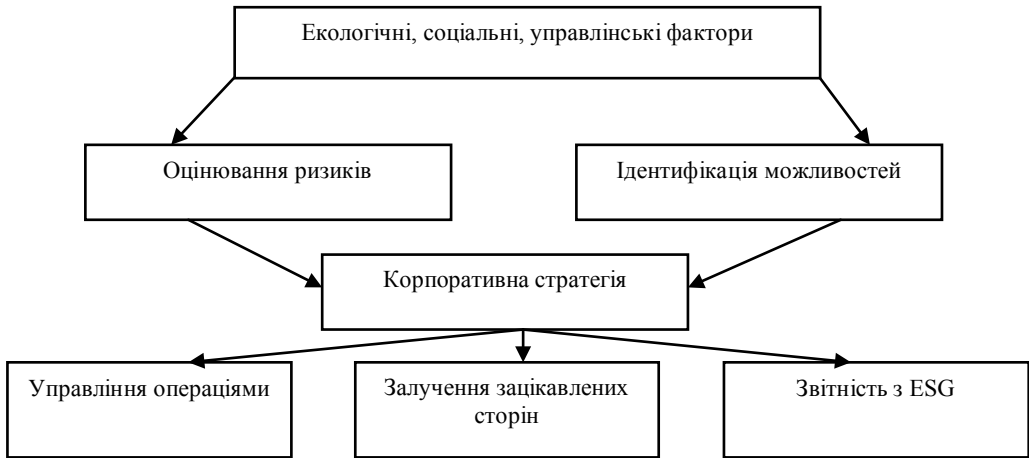 Екологічні, соціальні, управлінські фактори
Оцінювання ризиків
Ідентифікація можливостей
Корпоративна стратегія
Управління операціями
Залучення зацікавлених
сторін
Звітність з ESG